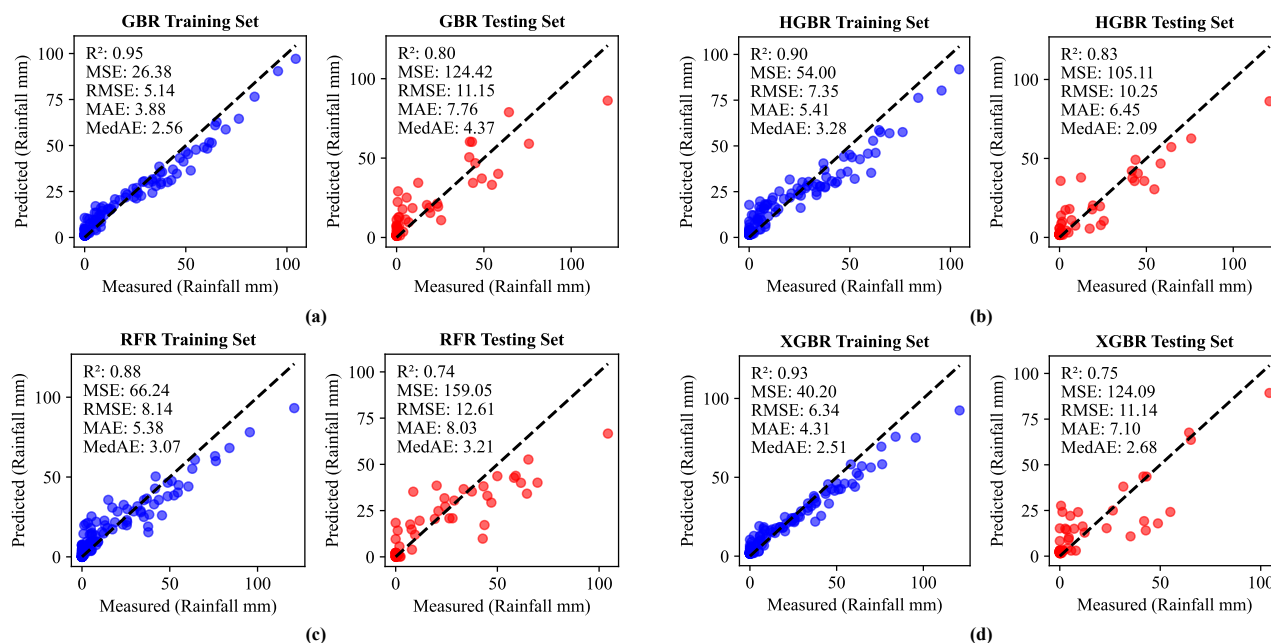 GBR Training Set
R²: 0.95
MSE: 26.38
RMSE: 5.14
MAE: 3.88
MedAE: 2.56
Predicted (Rainfall mm)
100
75
50
25
0
0 50 100
Measured (Rainfall mm)
GBR Testing Set
R²: 0.80
MSE: 124.42
RMSE: 11.15
MAE: 7.76
MedAE: 4.37
Predicted (Rainfall mm)
100
50
0
0 50 100
Measured (Rainfall mm)
(a)
HGBR Training Set
R²: 0.90
MSE: 54.00
RMSE: 7.35
MAE: 5.41
MedAE: 3.28
Predicted (Rainfall mm)
100
75
50
25
0
0 50 100
Measured (Rainfall mm)
HGBR Testing Set
R²: 0.83
MSE: 105.11
RMSE: 10.25
MAE: 6.45
MedAE: 2.09
Predicted (Rainfall mm)
100
50
0
0 50 100
Measured (Rainfall mm)
(b)
RFR Training Set
R²: 0.88
MSE: 66.24
RMSE: 8.14
MAE: 5.38
MedAE: 3.07
Predicted (Rainfall mm)
100
50
0
0 50 100
Measured (Rainfall mm)
RFR Testing Set
R²: 0.74
MSE: 159.05
RMSE: 12.61
MAE: 8.03
MedAE: 3.21
Predicted (Rainfall mm)
100
75
50
25
0
0 50 100
Measured (Rainfall mm)
(c)
XGBR Training Set
R²: 0.93
MSE: 40.20
RMSE: 6.34
MAE: 4.31
MedAE: 2.51
Predicted (Rainfall mm)
100
50
0
0 50 100
Measured (Rainfall mm)
XGBR Testing Set
R²: 0.75
MSE: 124.09
RMSE: 11.14
MAE: 7.10
MedAE: 2.68
Predicted (Rainfall mm)
100
75
50
25
0
0 50 100
Measured (Rainfall mm)
(d)